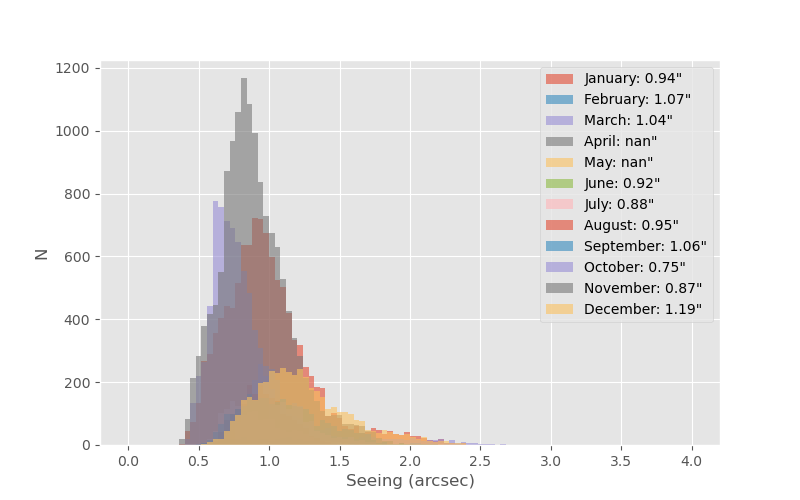 1200
1000
800
600
400
200
0
N
0.0 0.5 1.0 1.5 2.0 2.5 3.0 3.5 4.0
Seeing (arcsec)
January: 0.94"
February: 1.07"
March: 1.04"
April: nan"
May: nan"
June: 0.92"
July: 0.88"
August: 0.95"
September: 1.06"
October: 0.75"
November: 0.87"
December: 1.19"